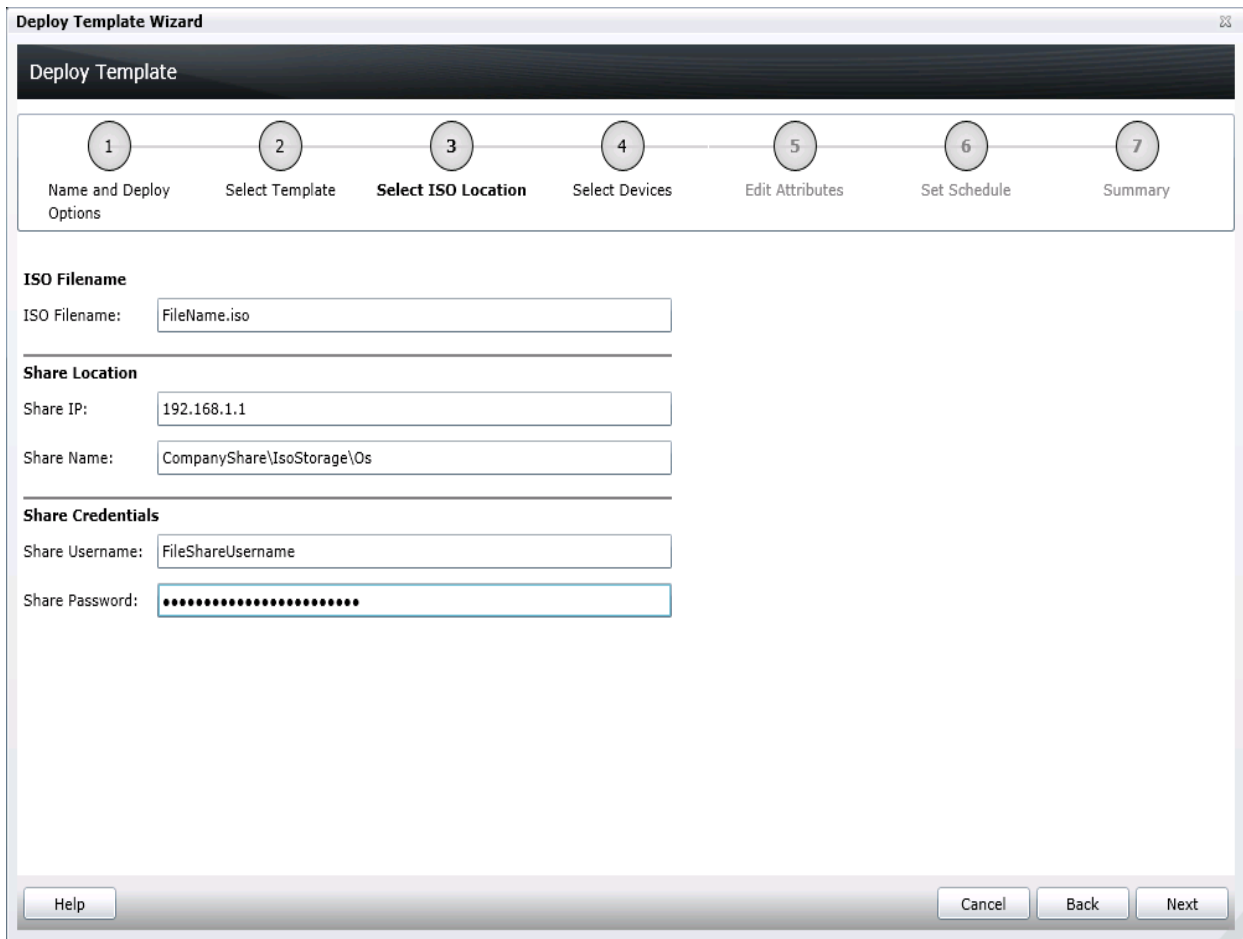 Deploy Template Wizard
Deploy Template
1 2 3 4 5 6 7
Name and Deploy Options
Select Template
Select ISO Location
Select Devices
Edit Attributes
Set Schedule
Summary
ISO Filename
ISO Filename: FileName.iso
Share Location
Share IP: 192.168.1.1
Share Name: CompanyShare\IsoStorage\Os
Share Credentials
Share Username: FileShareUsername
Share Password: ••••••••••••••••••••••••
Help Cancel Back Next